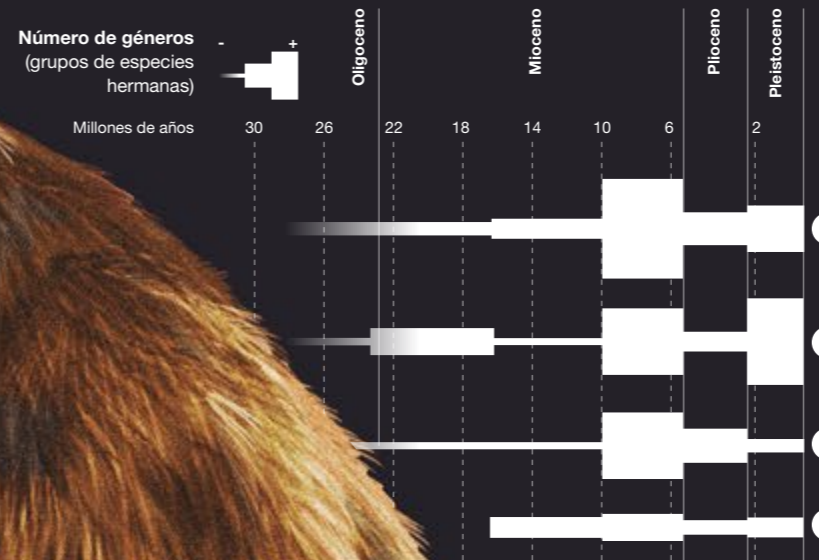 Número de géneros
(grupos de especies
hermanas)
- +
Oligoceno
Mioceno
Plioceno
Pleistoceno
Millones de años 30 26 22 18 14 10 6 2